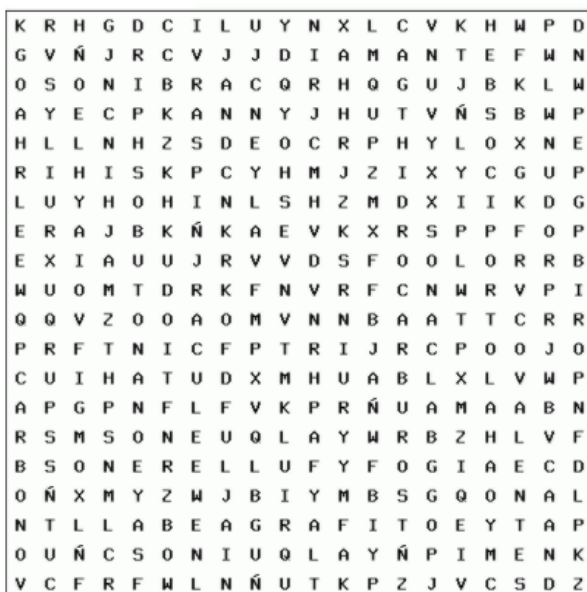 K R H G D C I L U Y N X L C V K H W P D
G V Ñ J R C V J J D I A M A N T E F W N
O S O N I B R A C Q R H Q G U J B K L W
A Y E C P K A N N Y J H U T V Ñ S B W P
H L L N H Z S D E O C R P H Y L O X N E
R I H I S K P C Y H M J Z I X Y C G U P
L U Y H O H I N L S H Z M D X I I K D G
E R A J B K Ñ K A E V K X R S P P F O P
E X I A U U J R V V D S F O O L O R R B
W U O M T D R K F N V R F C N W R V P I
Q Q V Z O O A O M V N N B A A T T C R R
P R F T N I C F P T R I J R C P O O J O
C U I H A T U D X M H U A B L X L V W P
A P G P N F L F V K P R Ñ U A M A A B N
R S M S O N E U Q L A Y W R B Z H L V F
B S O N E R E L L U F Y F O G I A E C D
O Ñ X M Y Z W J B I Y M B S G Q O N A L
N T L L A B E A G R A F I T O E Y T A P
O U Ñ C S O N I U Q L A Y Ñ P I M E N K
V C F R F W L N Ñ U T K P Z J V C S D Z